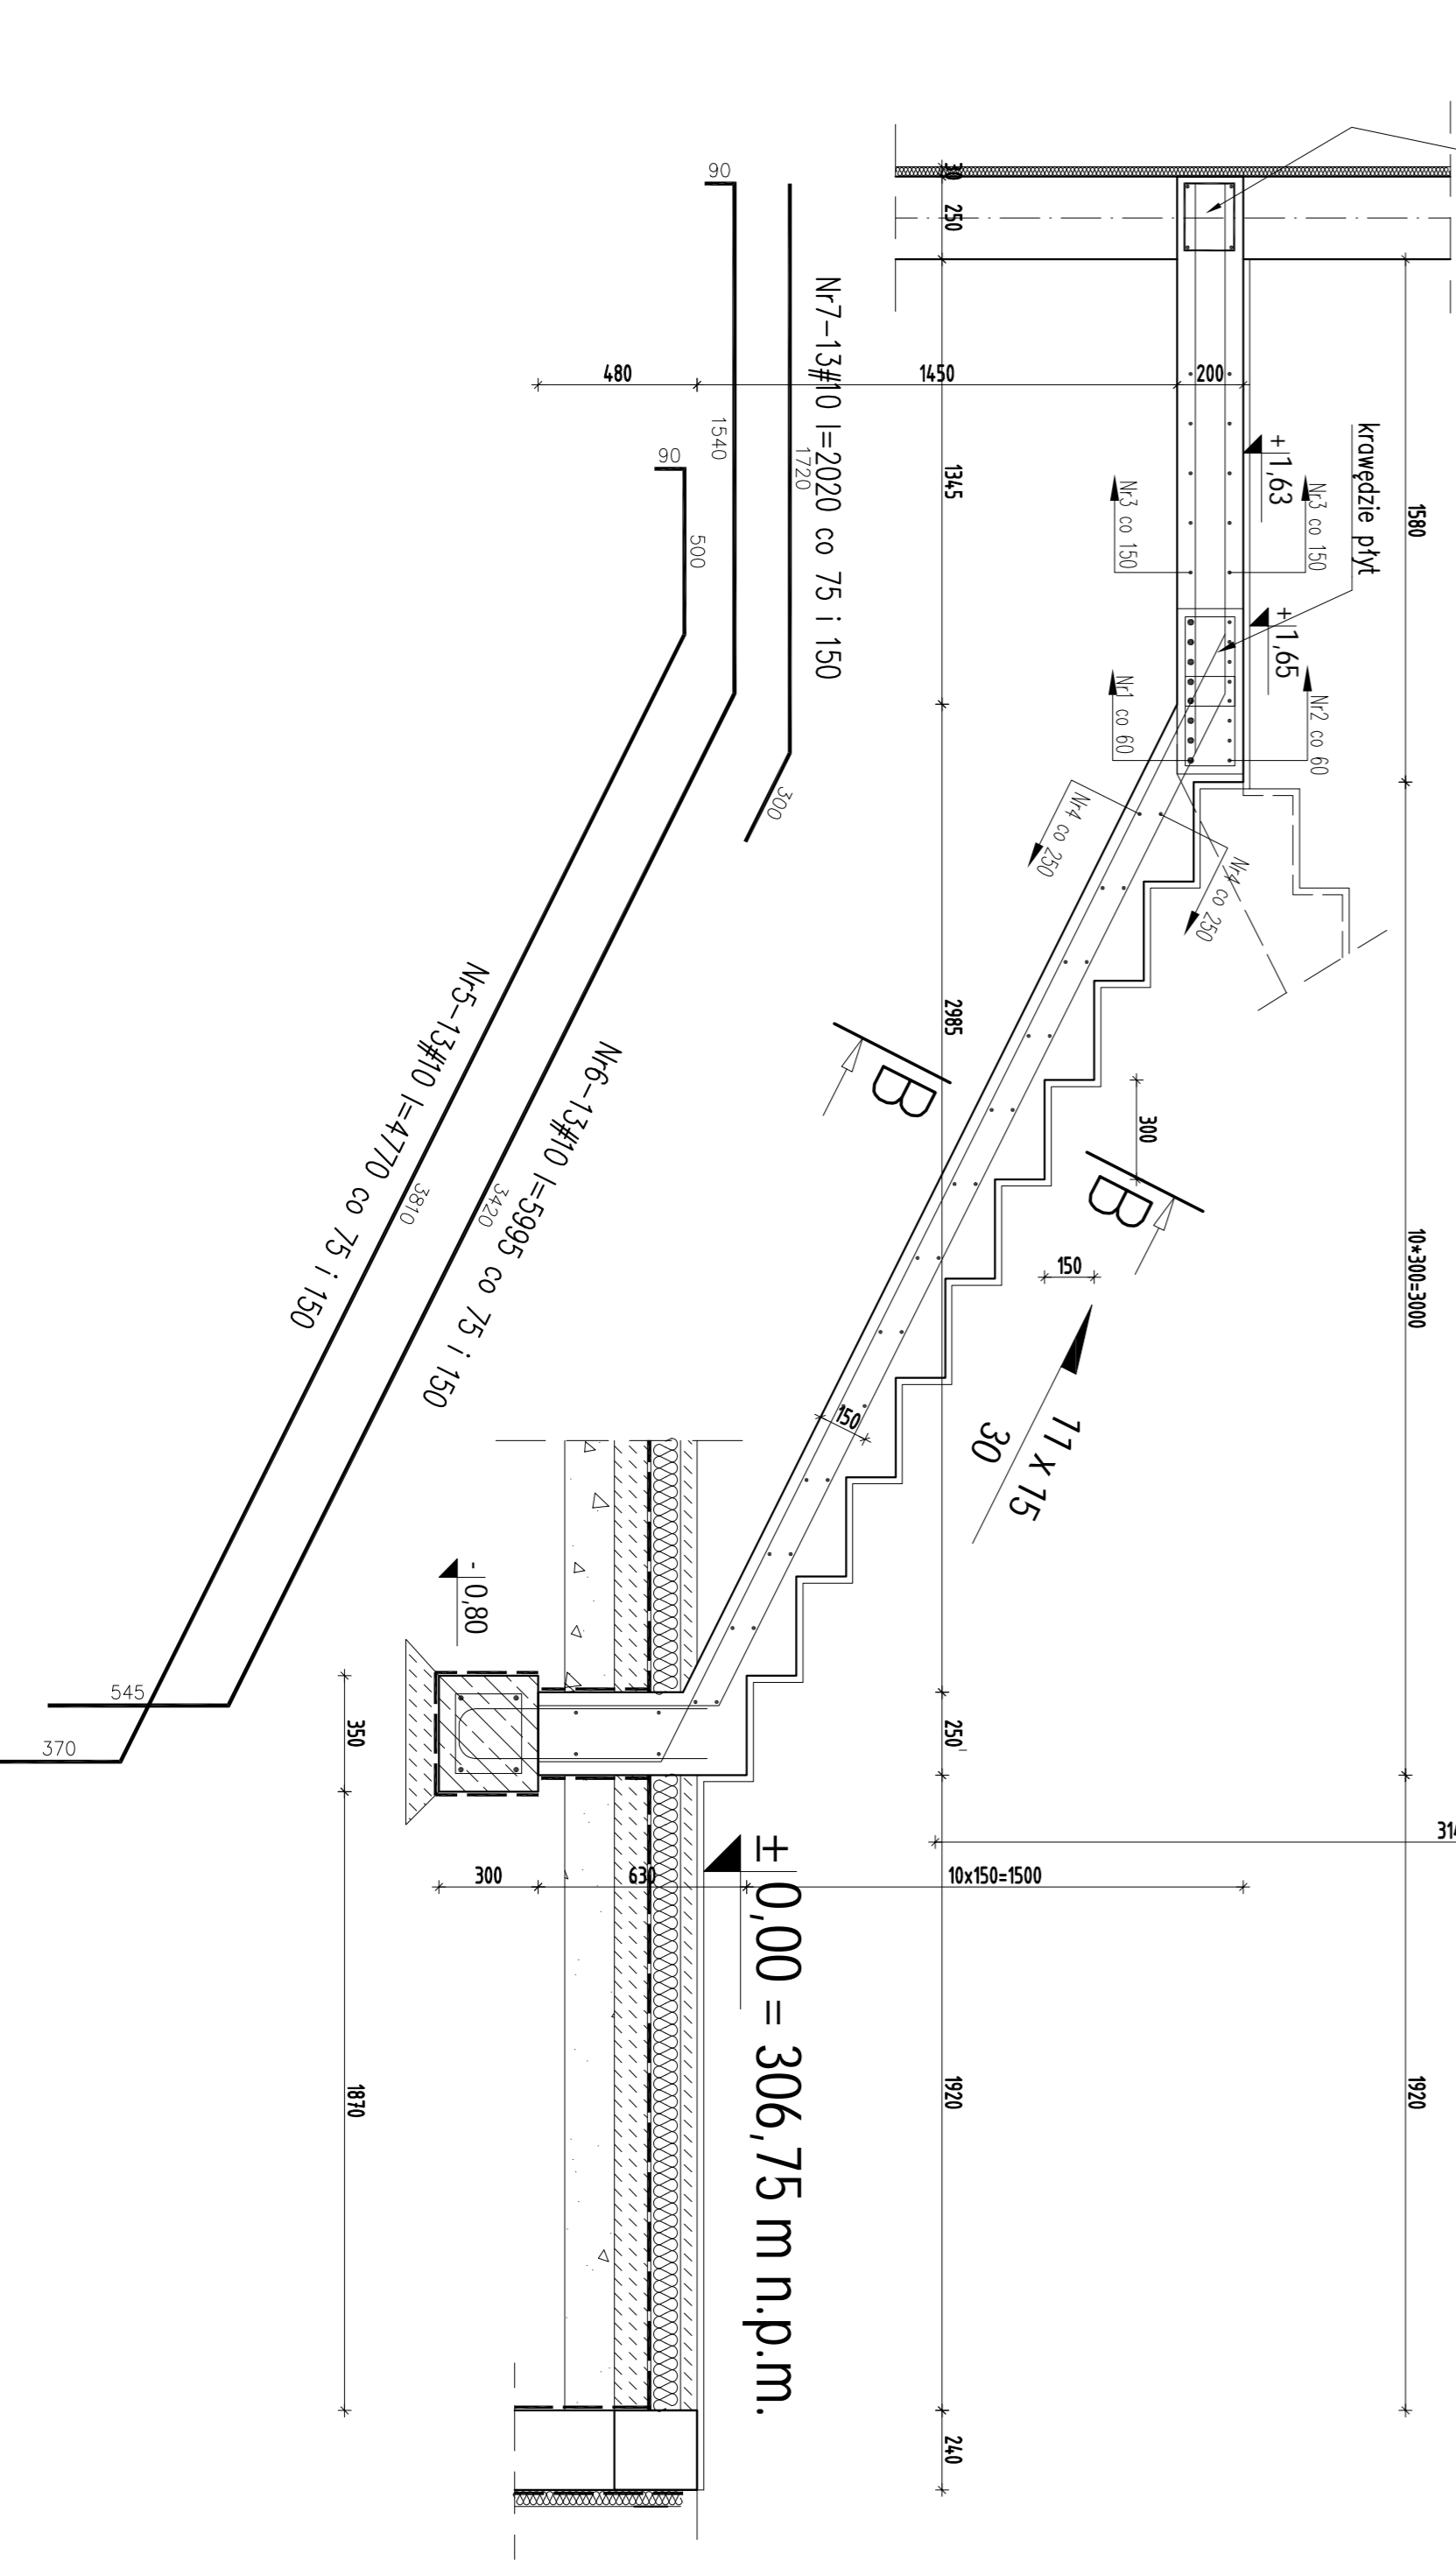 30
250
1345
2985
250
1920
240
1580
10*300=3000
1920
480
1450
200
krawędzie płyt
+1,63
+1,65
Nr3 co 150
Nr3 co 150
Nr1 co 60
Nr2 co 60
Nr4 co 250
Nr4 co 250
90
1540
1720
300
Nr7-13#10 l=2020 co 75 i 150
90
500
3810
370
Nr5-13#10 l=4770 co 75 i 150
3420
545
Nr6-13#10 l=5995 co 75 i 150
B
B
300
150
150
11 x 15
30
- 0,80
350
1870
300
630
10x150=1500
± 0,00 = 306,75 m n.p.m.